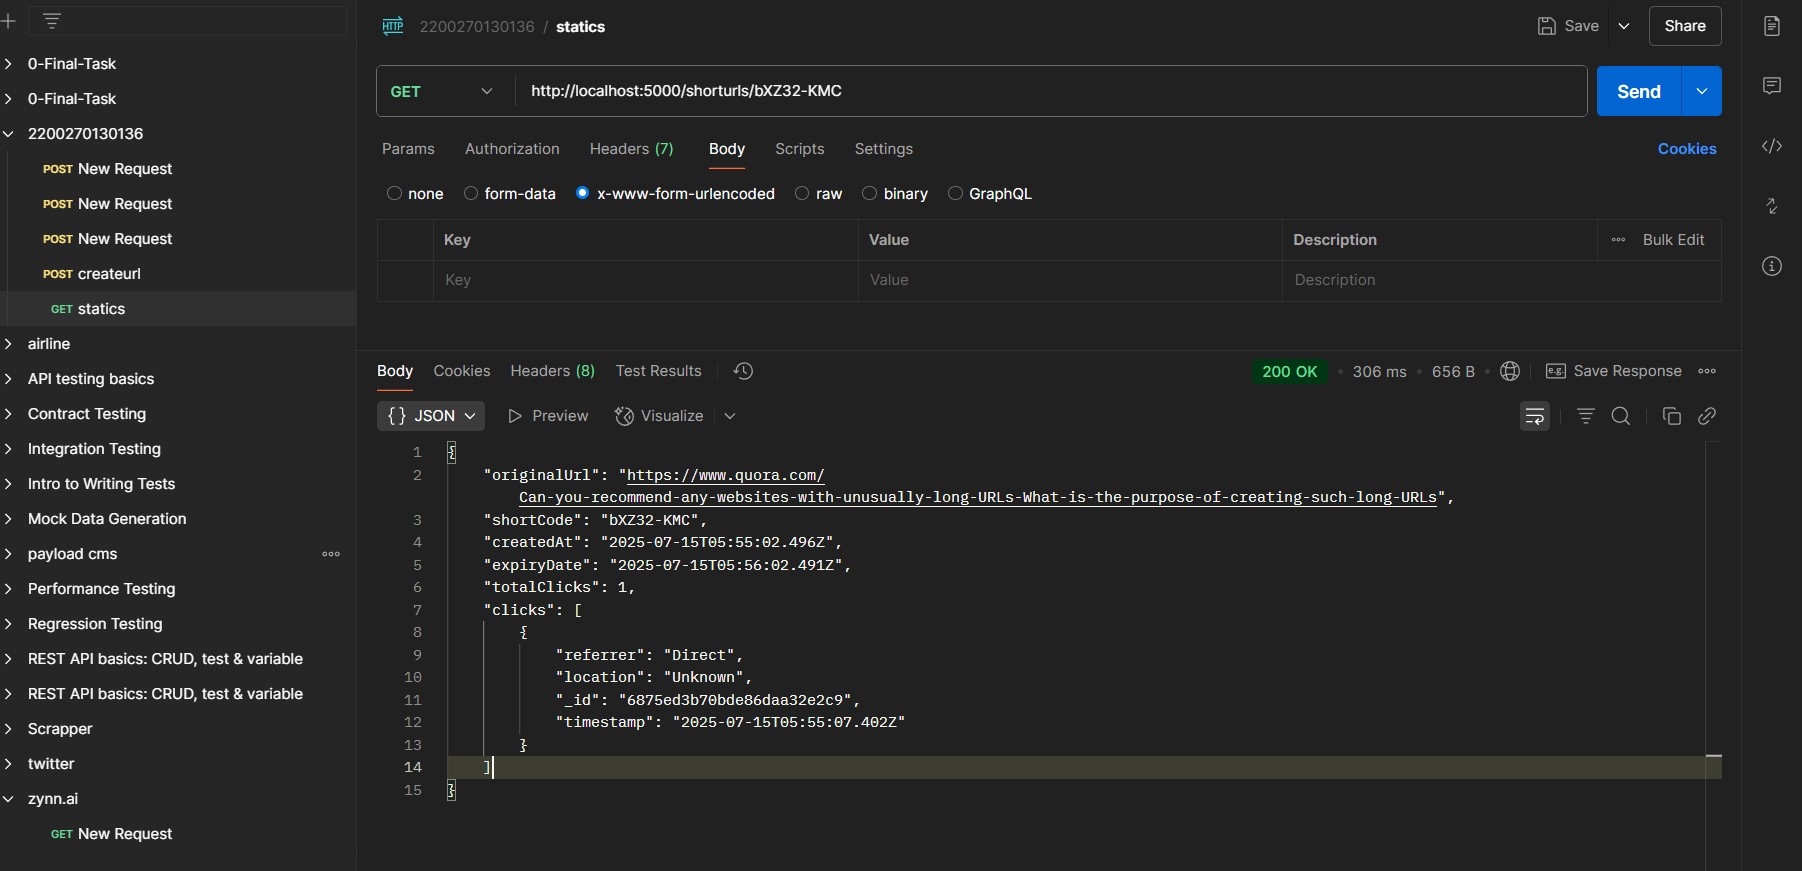 2200270130136 / statics
Save
Share
0-Final-Task
0-Final-Task
2200270130136
POST New Request
POST New Request
POST New Request
POST createurl
GET statics
airline
API testing basics
Contract Testing
Integration Testing
Intro to Writing Tests
Mock Data Generation
payload cms
Performance Testing
Regression Testing
REST API basics: CRUD, test & variable
REST API basics: CRUD, test & variable
Scrapper
twitter
zynn.ai
GET New Request
HTTP
GET http://localhost:5000/shorturls/bXZ32-KMC Send
Params Authorization Headers (7) Body Scripts Settings Cookies
none form-data x-www-form-urlencoded raw binary GraphQL
Key Value Description Bulk Edit
Key Value Description
Body Cookies Headers (8) Test Results 200 OK • 306 ms • 656 B • e.g. Save Response
{} JSON Preview Visualize
1 {
2 "originalUrl": "https://www.quora.com/
Can-you-recommend-any-websites-with-unusually-long-URLs-What-is-the-purpose-of-creating-such-long-URLs",
3 "shortCode": "bXZ32-KMC",
4 "createdAt": "2025-07-15T05:55:02.496Z",
5 "expiryDate": "2025-07-15T05:56:02.491Z",
6 "totalClicks": 1,
7 "clicks": [
8 {
9 "referrer": "Direct",
10 "location": "Unknown",
11 "_id": "6875ed3b70bde86daa32e2c9",
12 "timestamp": "2025-07-15T05:55:07.402Z"
13 }
14 ]
15 }